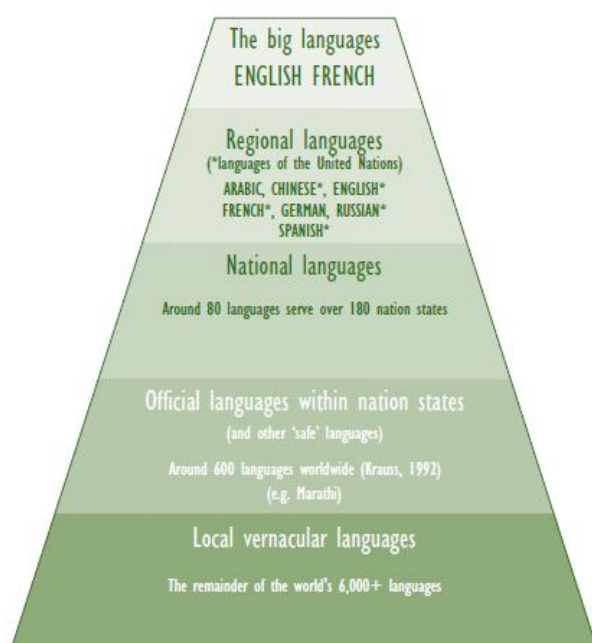 The big languages
ENGLISH FRENCH
Regional languages
(*languages of the United Nations)
ARABIC, CHINESE*, ENGLISH*
FRENCH*, GERMAN, RUSSIAN*
SPANISH*
National languages
Around 80 languages serve over 180 nation states
Official languages within nation states
(and other 'safe' languages)
Around 600 languages worldwide (Krauss, 1992)
(e.g. Marathi)
Local vernacular languages
The remainder of the world's 6,000+ languages